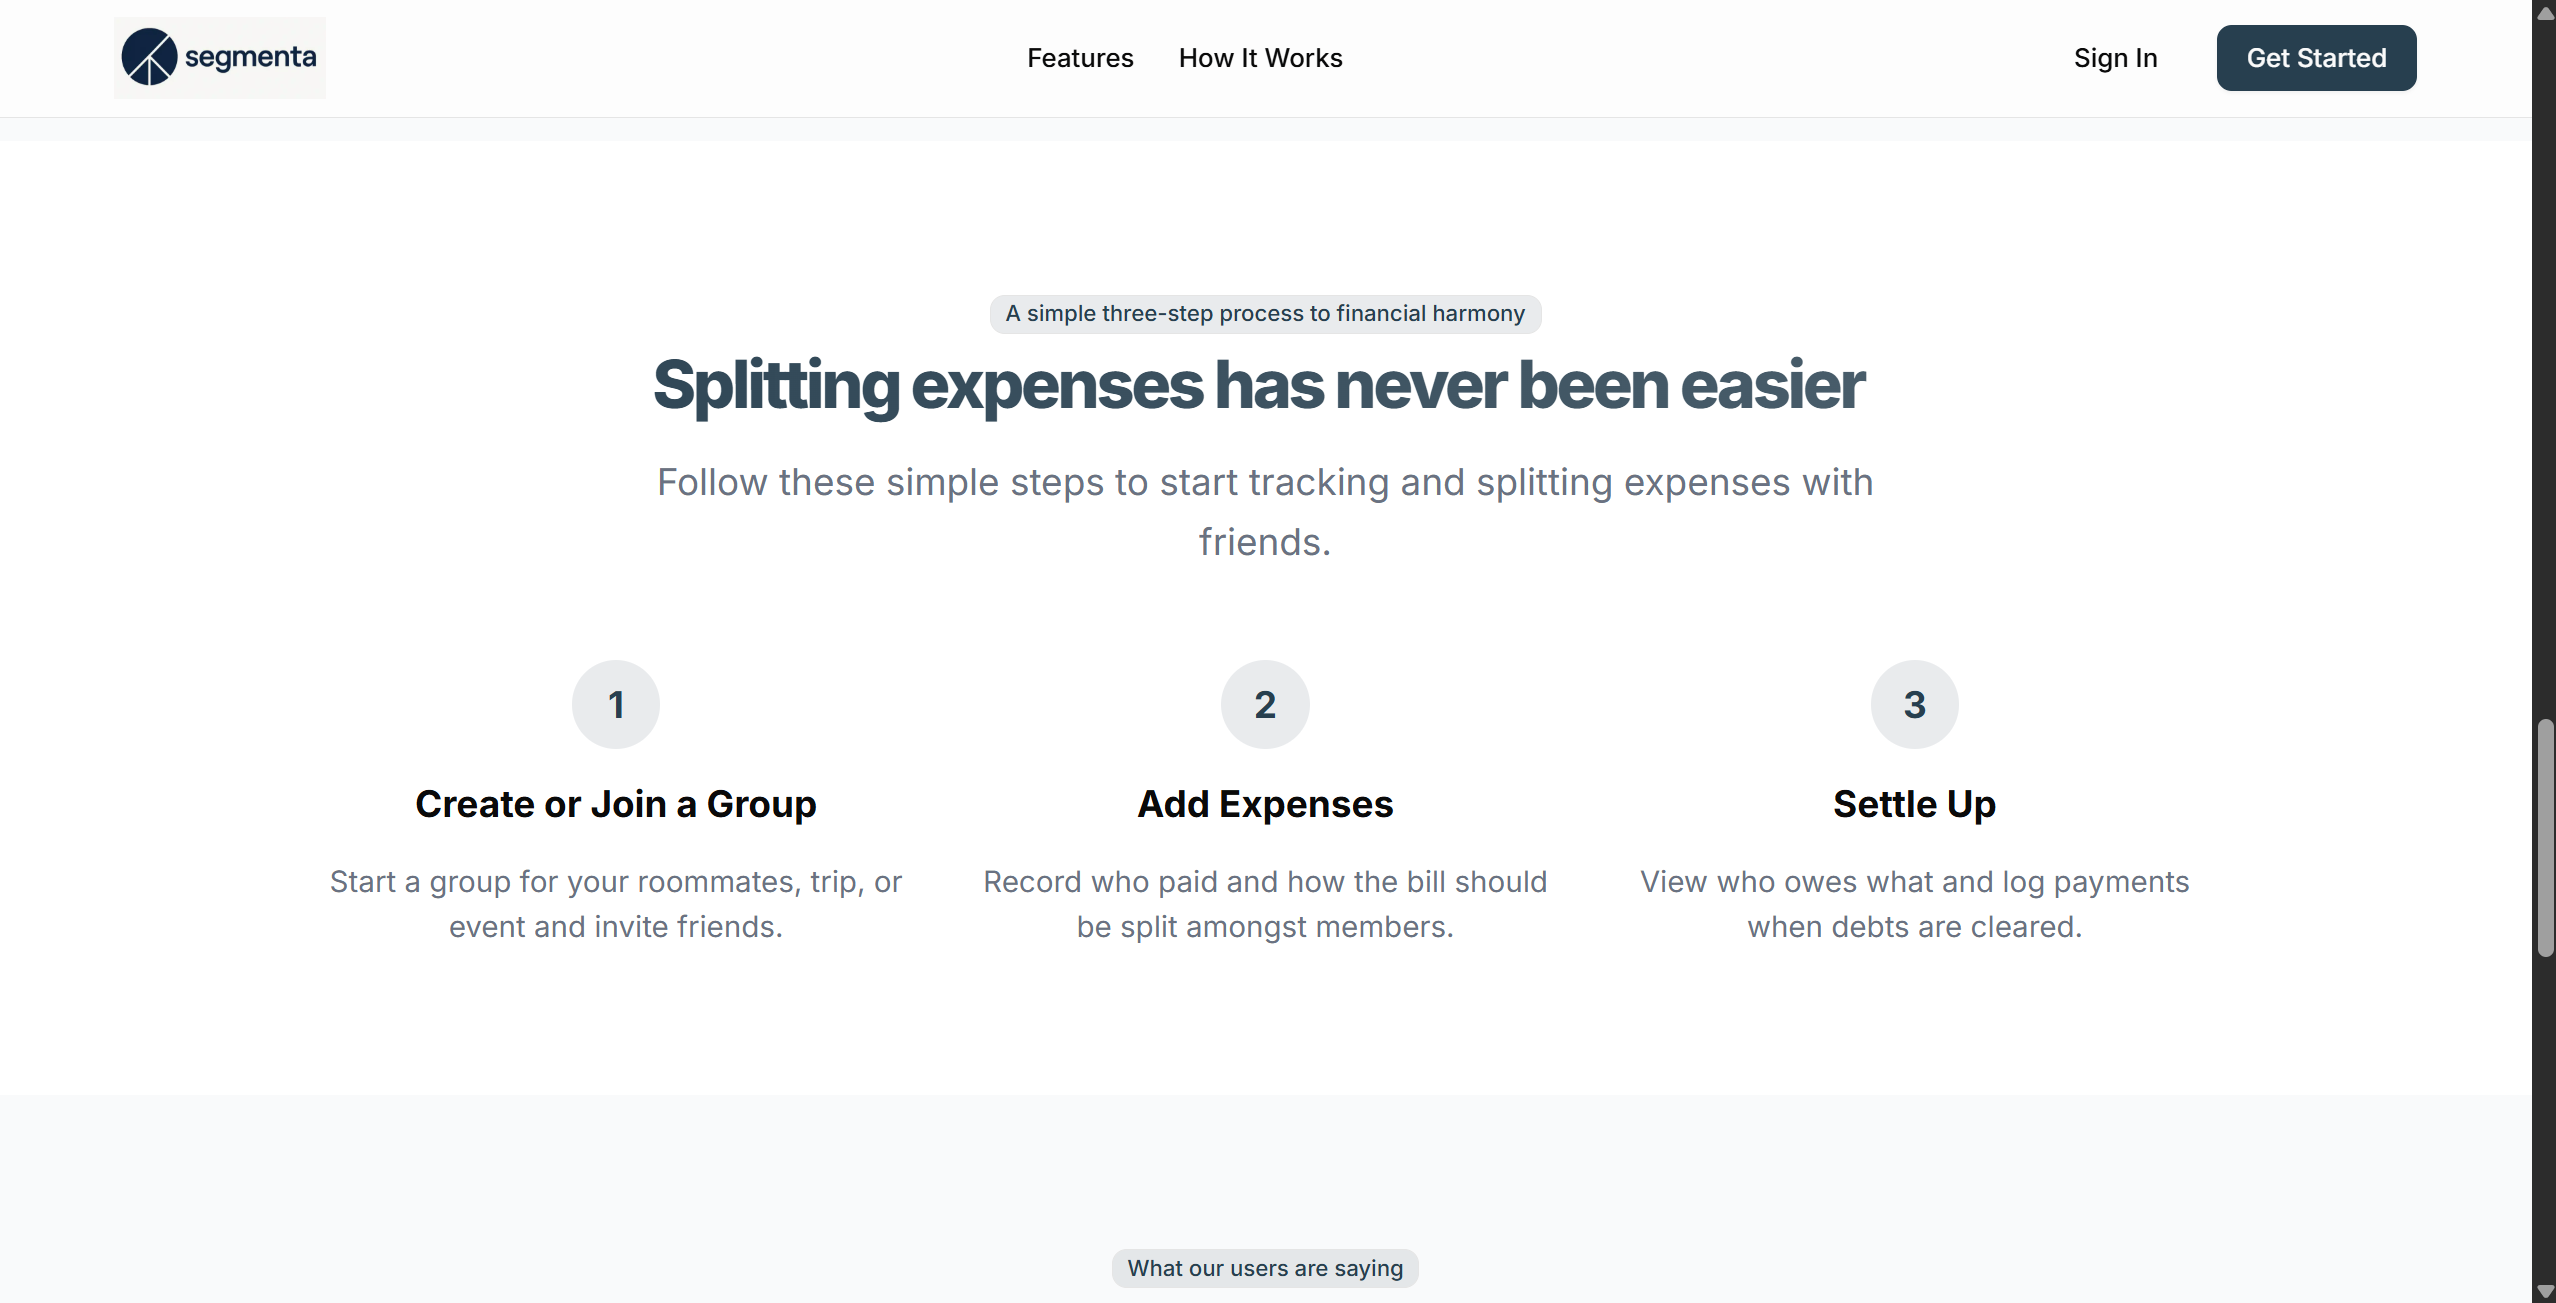 segmenta
Features
How It Works
Sign In
Get Started
A simple three-step process to financial harmony
Splitting expenses has never been easier
Follow these simple steps to start tracking and splitting expenses with
friends.
1
Create or Join a Group
Start a group for your roommates, trip, or
event and invite friends.
2
Add Expenses
Record who paid and how the bill should
be split amongst members.
3
Settle Up
View who owes what and log payments
when debts are cleared.
What our users are saying